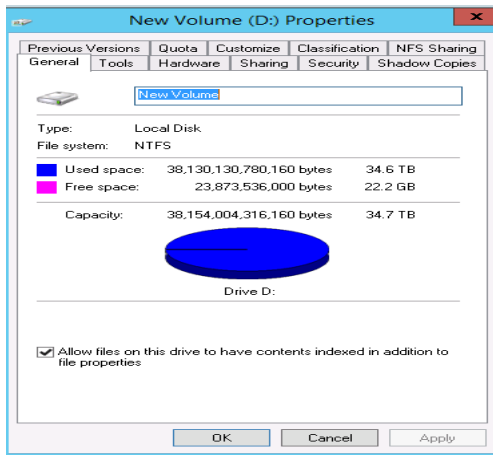 New Volume (D:) Properties
x
Previous Versions Quota Customize Classification NFS Sharing
General Tools Hardware Sharing Security Shadow Copies
New Volume
Type: Local Disk
File system: NTFS
Used space: 38,130,130,780,160 bytes 34.6 TB
Free space: 23,873,536,000 bytes 22.2 GB
Capacity: 38,154,004,316,160 bytes 34.7 TB
Drive D:
Allow files on this drive to have contents indexed in addition to
file properties
OK Cancel Apply